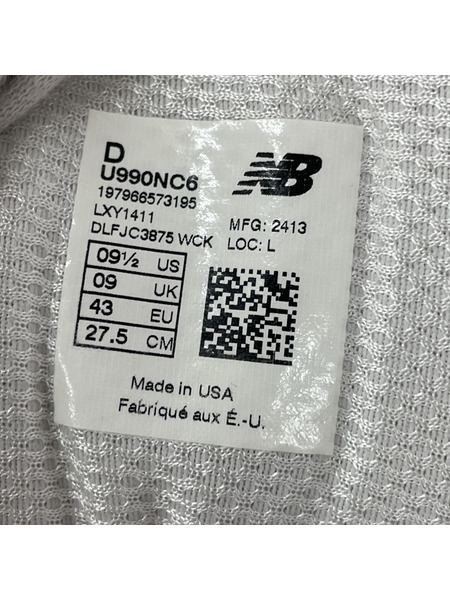 D
U990NC6
197966573195
LXY1411
DLFJC3875 WCK
NB
MFG: 2413
LOC: L
09½ US
09 UK
43 EU
27.5 CM
Made in USA
Fabriqué aux É.-U.